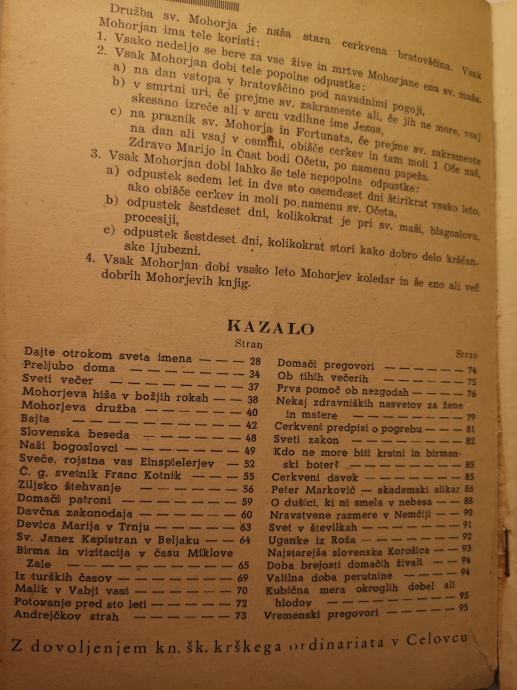 Družba sv. Mohorja je naša stara cerkvena bratovščina. Vsak
Mohorjan ima tele koristi:
1. Vsako nedeljo se bere za vse žive in mrtve Mohorjane ena sv. maša.
2. Vsak Mohorjan dobi tele popolne odpustke:
a) na dan vstopa v bratovščino pod navadnimi pogoji,
b) v smrtni uri, če prejme sv. zakramente ali, če jih ne more, vsaj
skesano izreče ali v srcu vzdihne ime Jezus,
c) na praznik sv. Mohorja in Fortunata, če prejme sv. zakramente
na dan ali vsaj v osmini, obišče cerkev in tam moli 1 Oče naš,
Zdravo Marijo in Čast bodi Očetu, po namenu papeža.
3. Vsak Mohorjan dobi lahko še tele nepopolne odpustke:
a) odpustek sedem let in dve sto osemdeset dni štirikrat vsako leto,
ako obišče cerkev in moli po namenu sv. Očeta,
b) odpustek šestdeset dni, kolikokrat je pri sv. maši, blagoslovu,
procesiji,
c) odpustek šestdeset dni, kolikokrat stori kako dobro delo krščan-
ske ljubezni.
4. Vsak Mohorjan dobi vsako leto Mohorjev koledar in še eno ali več
dobrih Mohorjevih knjig.
KAZALO
Stran
Dajte otrokom sveta imena — — — 28
Preljubo doma — — — — — — 34
Sveti večer — — — — — — — 37
Mohorjeva hiša v božjih rokah — — 38
Mohorjeva družba — — — — — 40
Bajta — — — — — — — — 42
Slovenska beseda — — — — — 48
Naši bogoslovci — — — — — — 49
Sveče, rojstna vas Einspielerjev — — 52
Č. g. svetnik Franc Kotnik — — — 55
Ziljsko štehvanje — — — — — 56
Domači patroni — — — — — — 59
Davčna zakonodaja — — — — — 60
Devica Marija v Trnju — — — — 63
Sv. Janez Kapistran v Beljaku — — 64
Birma in vizitacija v času Miklove
Zale — — — — — — — — 65
Iz turških časov — — — — — — 69
Malik v Vabji vasi — — — — — 70
Potovanje pred sto leti — — — — 72
Andrejčkov strah — — — — — 73
Stran
Domači pregovori — — — — — 74
Ob tihih večerih — — — — — 75
Prva pomoč ob nezgodah — — — 76
Nekaj zdravniških nasvetov za žene
in matere — — — — — — — 79
Cerkveni predpisi o pogrebu — — — 81
Sveti zakon — — — — — — — 82
Kdo ne more biti krstni in birman-
ski boter? — — — — — — — 85
Cerkveni davek — — — — — — 85
Peter Markovič — akademski slikar 86
O dušici, ki ni smela v nebesa — — 88
Nravstvene razmere v Nemčiji — — 90
Svet v številkah — — — — — — 91
Uganke iz Roža — — — — — — 92
Najstarejša slovenska Korošica — — 93
Doba brejosti domačih živali — — — 94
Valilna doba perutnine — — — — 94
Kubična mera okroglih debel ali
hlodov — — — — — — — — 95
Vremenski pregovori — — — — — 95
Z dovoljenjem kn. šk. krškega ordinariata v Celovcu